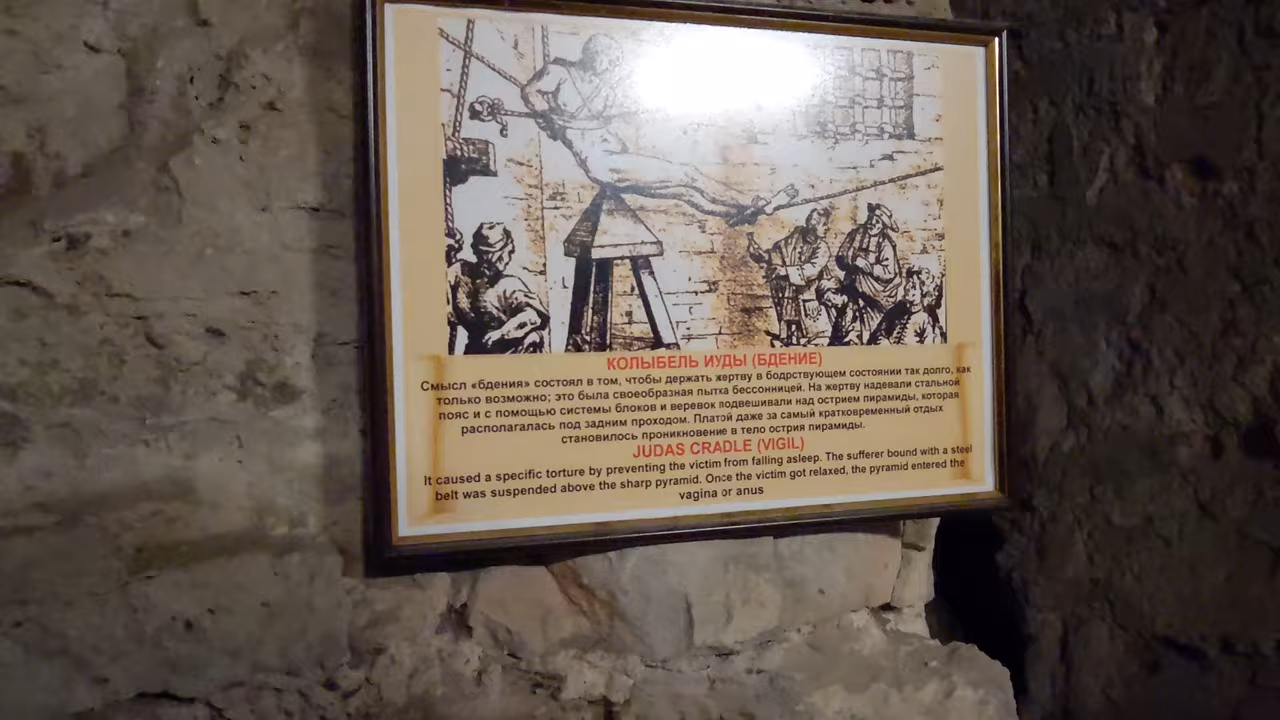 КОЛЫБЕЛЬ ИУДЫ (БДЕНИЕ)
Смысл «бдения» состоял в том, чтобы держать жертву в бодрствующем состоянии так долго, как
только возможно; это была своеобразная пытка бессонницей. На жертву надевали стальной
пояс и с помощью системы блоков и веревок подвешивали над острием пирамиды, которая
располагалась под задним проходом. Платой даже за самый кратковременный отдых
становилось проникновение в тело острия пирамиды.
JUDAS CRADLE (VIGIL)
It caused a specific torture by preventing the victim from falling asleep. The sufferer bound with a steel
belt was suspended above the sharp pyramid. Once the victim got relaxed, the pyramid entered the
vagina or anus